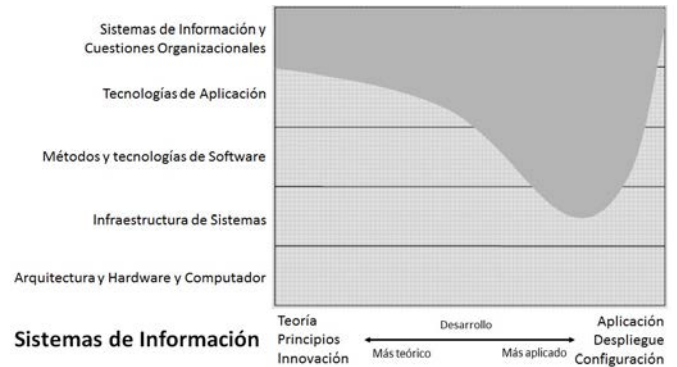 Sistemas de Información y
Cuestiones Organizacionales
Tecnologías de Aplicación
Métodos y tecnologías de Software
Infraestructura de Sistemas
Arquitectura y Hardware y Computador
Sistemas de Información
Teoría
Principios
Innovación
Desarrollo
Más teórico
Más aplicado
Aplicación
Despliegue
Configuración